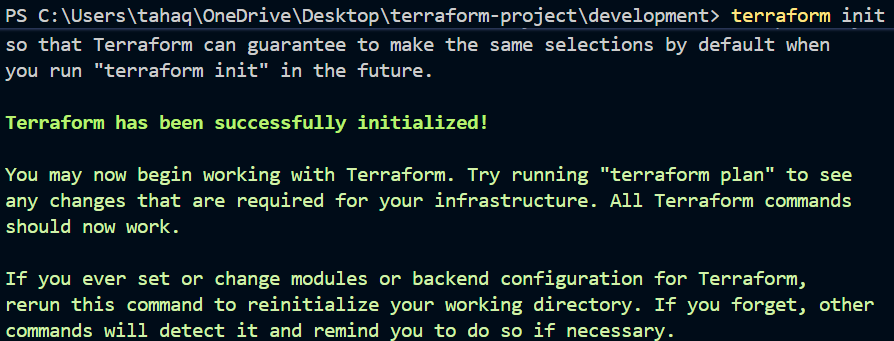 PS C:\Users\tahaq\OneDrive\Desktop\terraform-project\development> terraform init
so that Terraform can guarantee to make the same selections by default when
you run "terraform init" in the future.
Terraform has been successfully initialized!
You may now begin working with Terraform. Try running "terraform plan" to see
any changes that are required for your infrastructure. All Terraform commands
should now work.
If you ever set or change modules or backend configuration for Terraform,
rerun this command to reinitialize your working directory. If you forget, other
commands will detect it and remind you to do so if necessary.